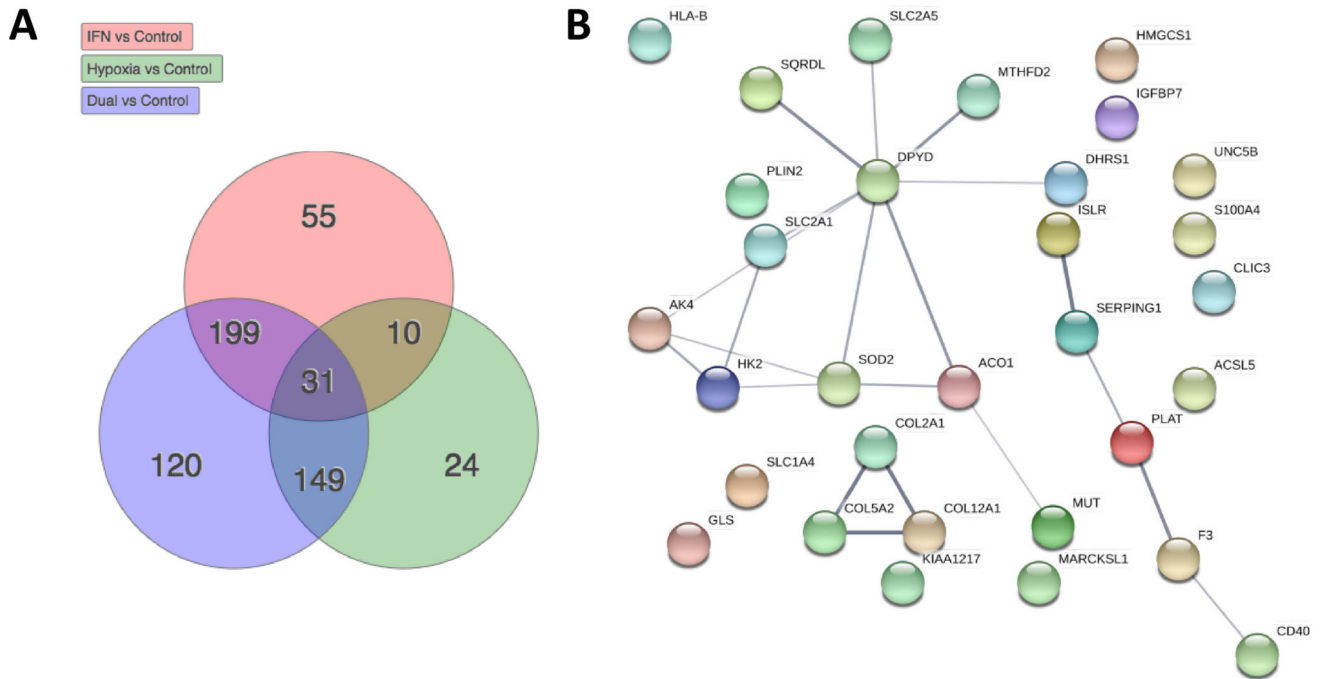 A
IFN vs Control
Hypoxia vs Control
Dual vs Control
55
199
10
31
120
149
24
B
HLA-B
SLC2A5
HMGCS1
SQRDL
MTHFD2
IGFBP7
DPYD
DHRS1
UNC5B
PLIN2
ISLR
S100A4
SLC2A1
CLIC3
AK4
SERPING1
HK2
SOD2
ACO1
ACSL5
COL2A1
PLAT
SLC1A4
COL5A2
COL12A1
MUT
GLS
F3
KIAA1217
MARCKSL1
CD40